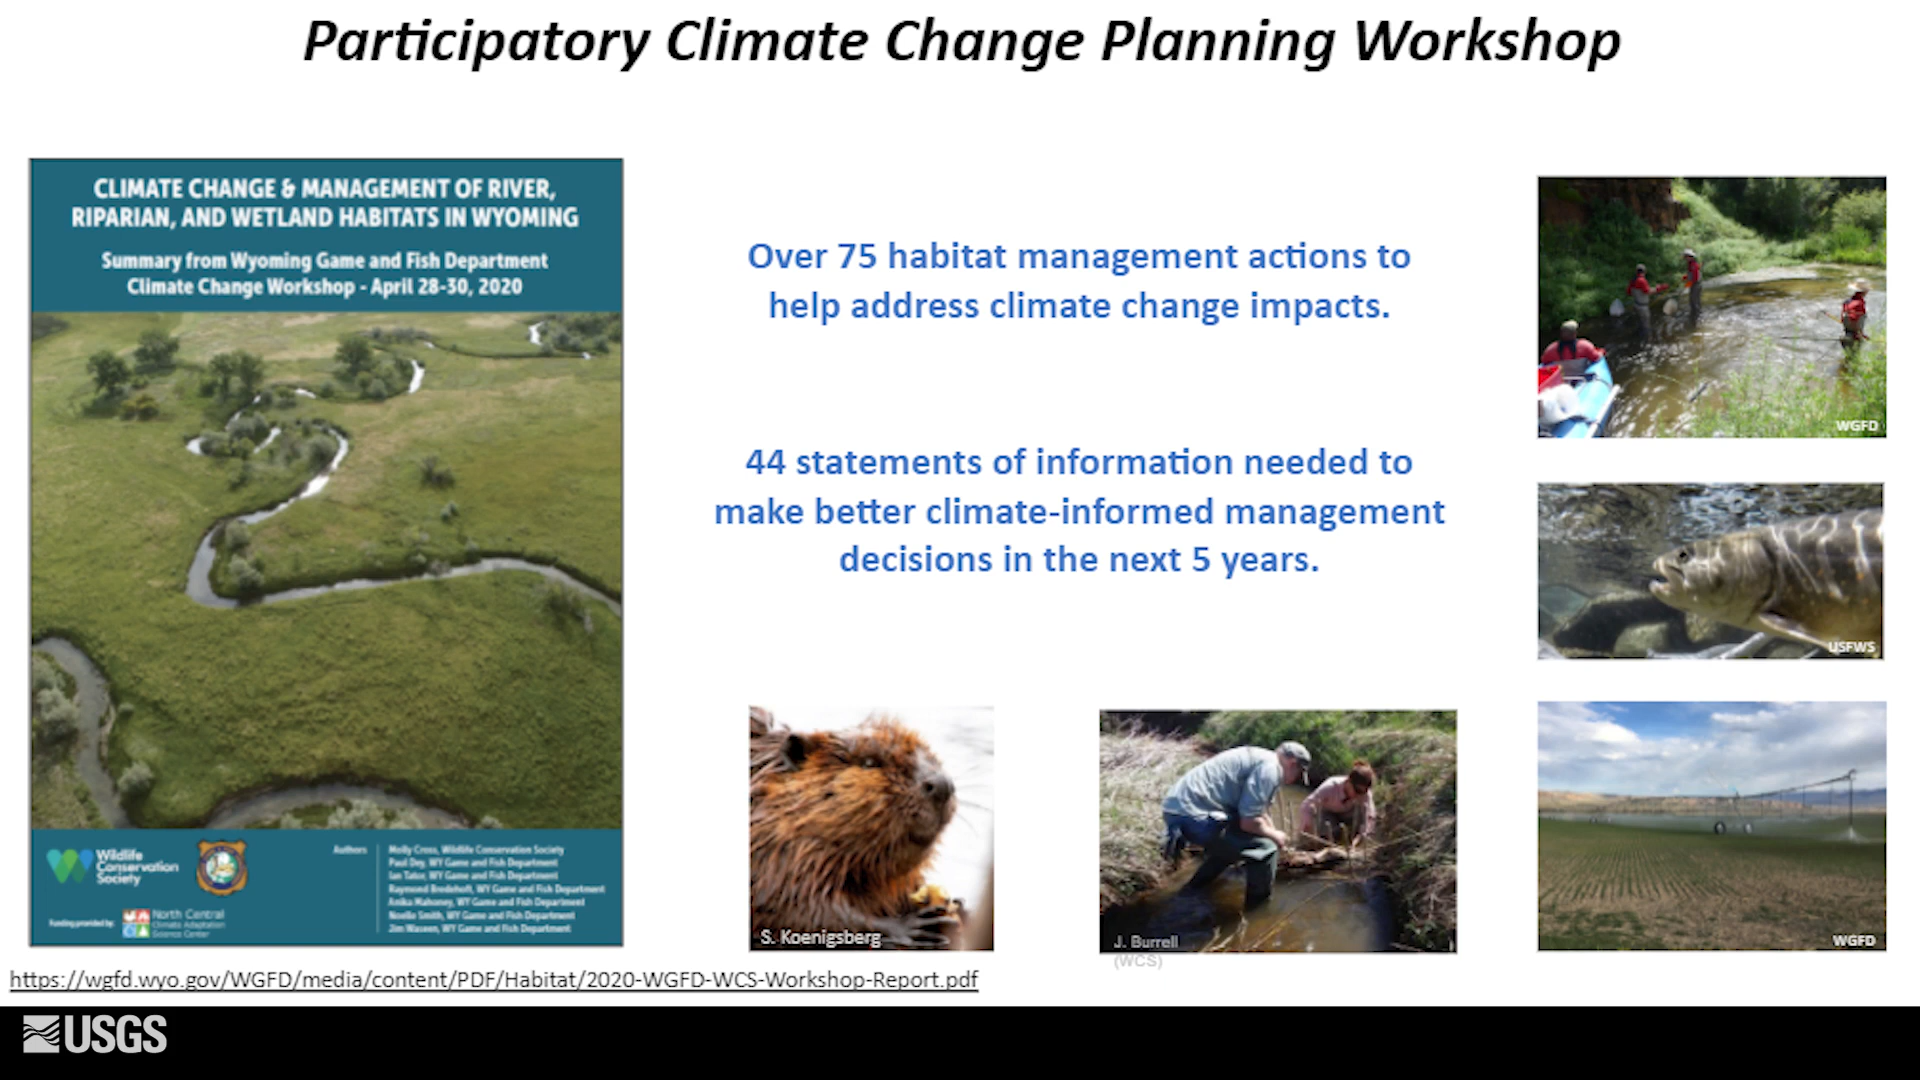 Participatory Climate Change Planning Workshop
CLIMATE CHANGE & MANAGEMENT OF RIVER,
RIPARIAN, AND WETLAND HABITATS IN WYOMING
Summary from Wyoming Game and Fish Department
Climate Change Workshop - April 28-30, 2020
Wildlife
Conservation
Society
Funding provided by:
North Central
Climate Adaptation
Science Center
Authors
Molly Cross, Wildlife Conservation Society
Paul Dey, WY Game and Fish Department
Ian Tator, WY Game and Fish Department
Raymond Bredehoft, WY Game and Fish Department
Anika Mahoney, WY Game and Fish Department
Noelle Smith, WY Game and Fish Department
Jim Wasseen, WY Game and Fish Department
Over 75 habitat management actions to
help address climate change impacts.
44 statements of information needed to
make better climate-informed management
decisions in the next 5 years.
WGFD
USFWS
S. Koenigsberg
J. Burrell
(WCS)
WGFD
https://wgfd.wyo.gov/WGFD/media/content/PDF/Habitat/2020-WGFD-WCS-Workshop-Report.pdf
USGS